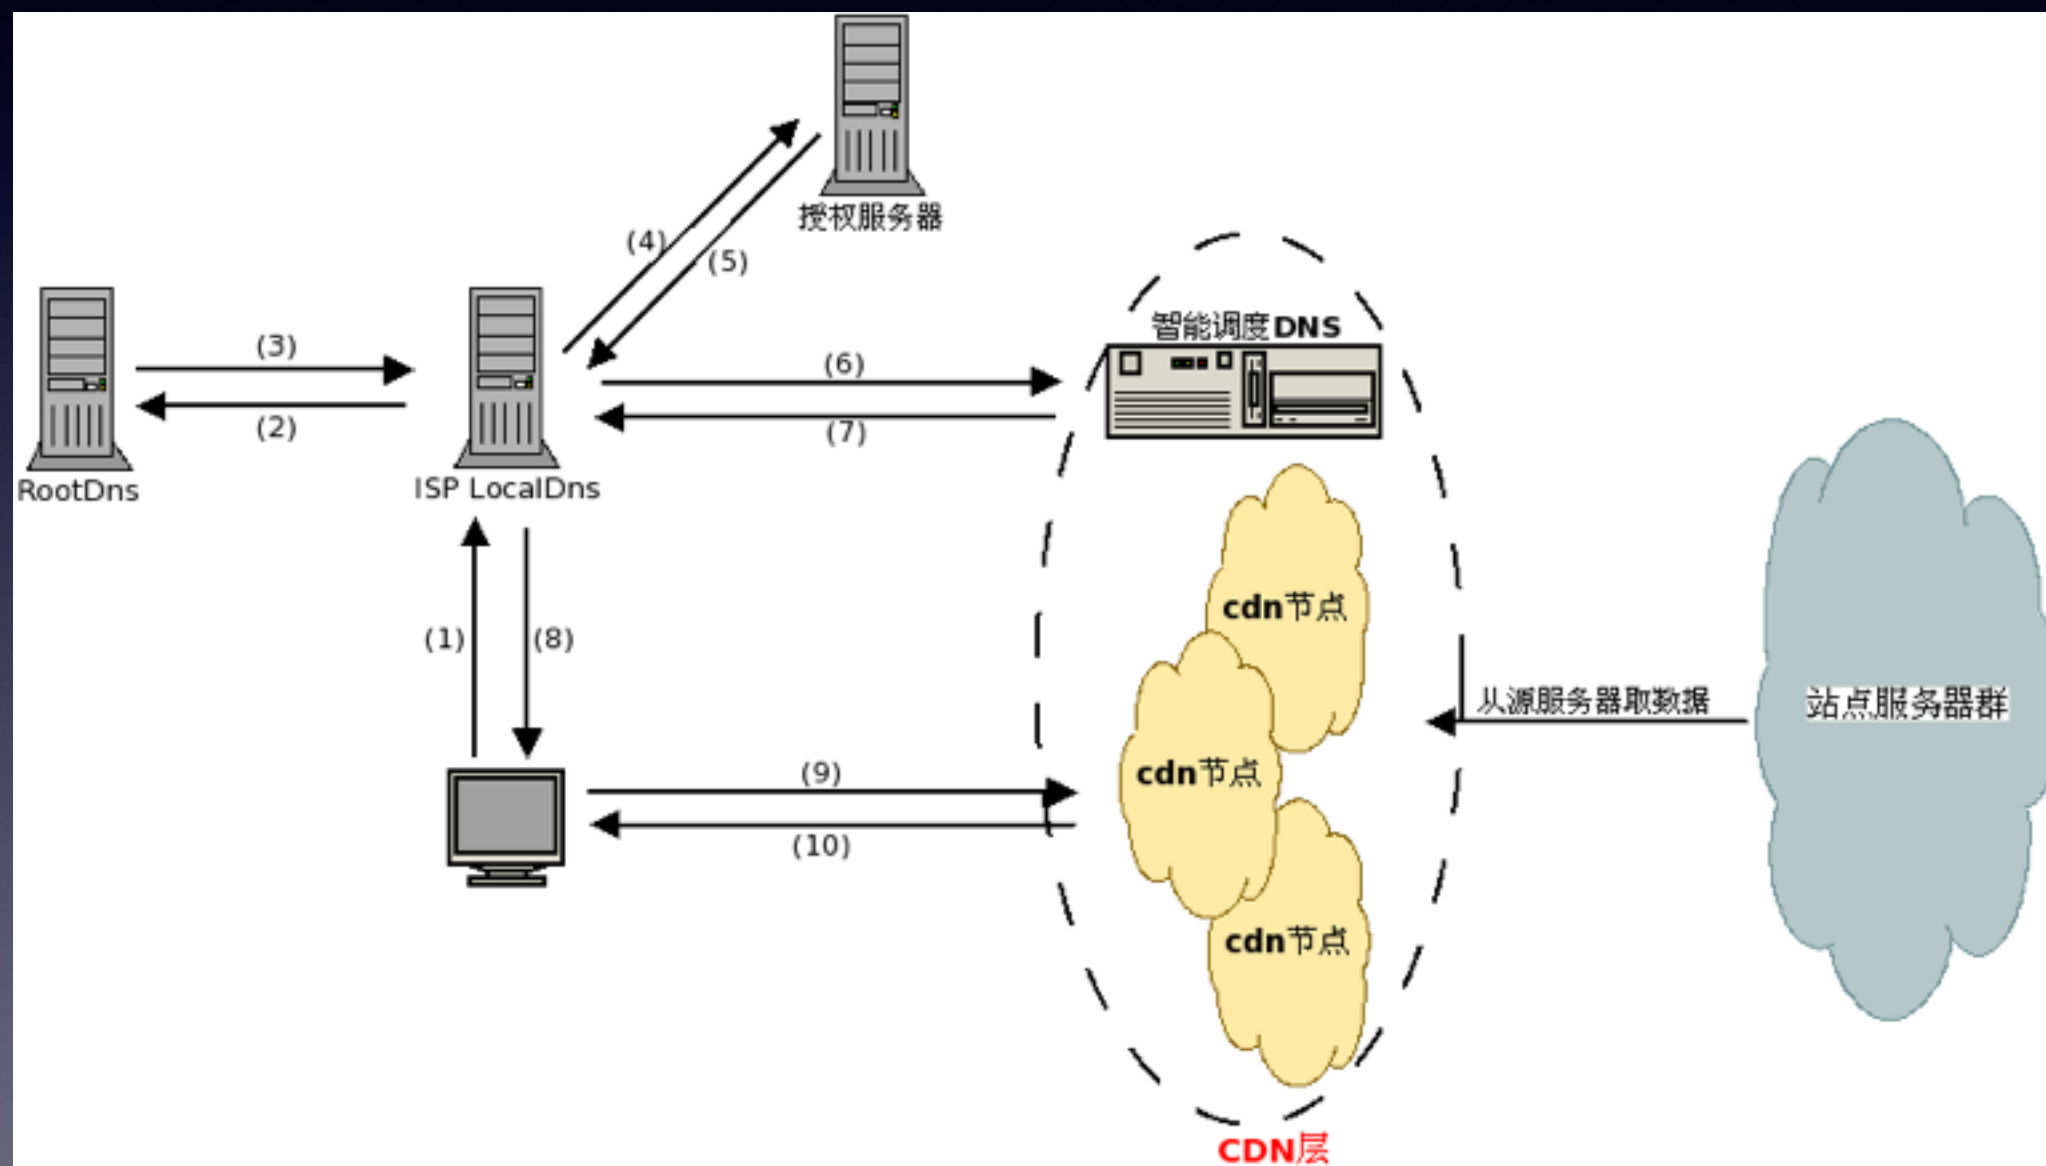 授权服务器
(4)
(5)
智能调度DNS
(3)
(6)
(2)
(7)
RootDns
ISP LocalDns
cdn节点
(1)
(8)
从源服务器取数据
站点服务器群
(9)
cdn节点
(10)
cdn节点
CDN层